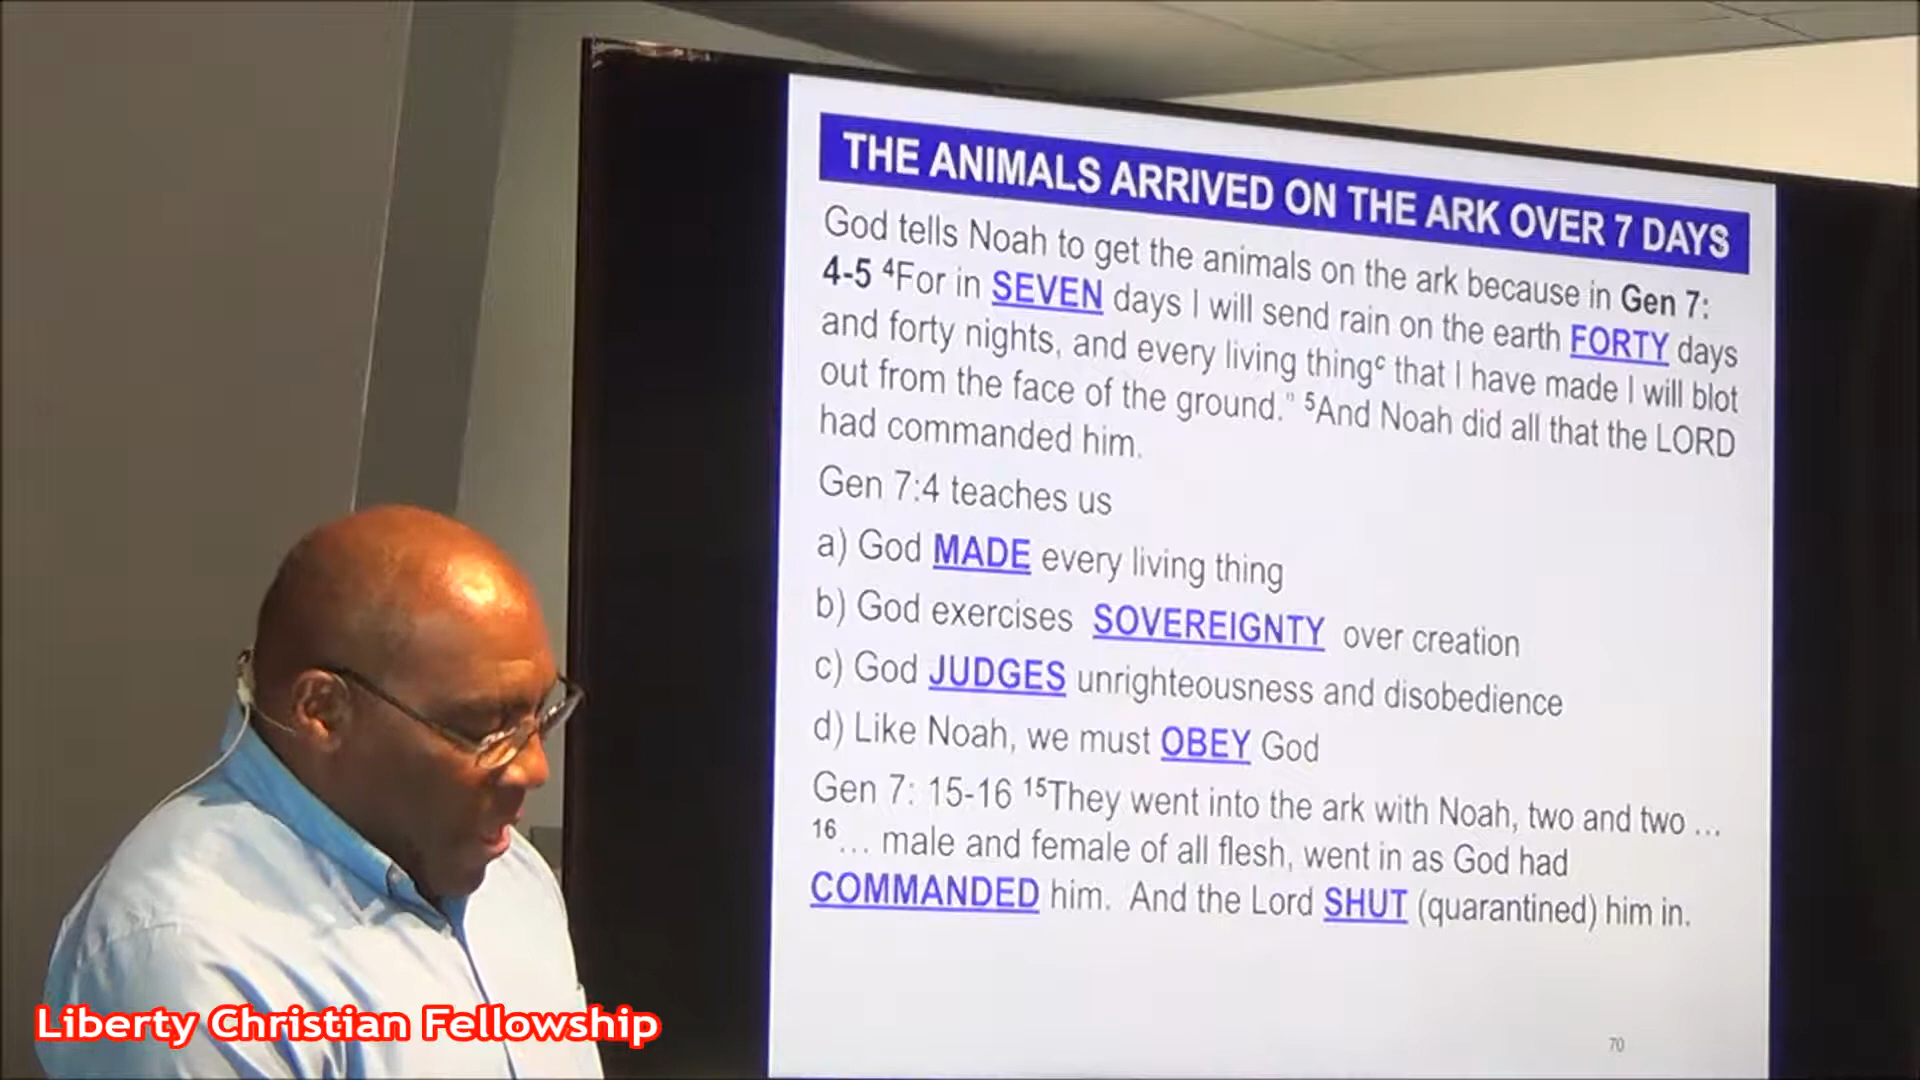 THE ANIMALS ARRIVED ON THE ARK OVER 7 DAYS
God tells Noah to get the animals on the ark because in Gen 7:
4-5 ⁴For in SEVEN days I will send rain on the earth FORTY days
and forty nights, and every living thingᶜ that I have made I will blot
out from the face of the ground.” ⁵And Noah did all that the LORD
had commanded him.
Gen 7:4 teaches us
a) God MADE every living thing
b) God exercises SOVEREIGNTY over creation
c) God JUDGES unrighteousness and disobedience
d) Like Noah, we must OBEY God
Gen 7: 15-16 ¹⁵They went into the ark with Noah, two and two ...
¹⁶... male and female of all flesh, went in as God had
COMMANDED him. And the Lord SHUT (quarantined) him in.
70
Liberty Christian Fellowship